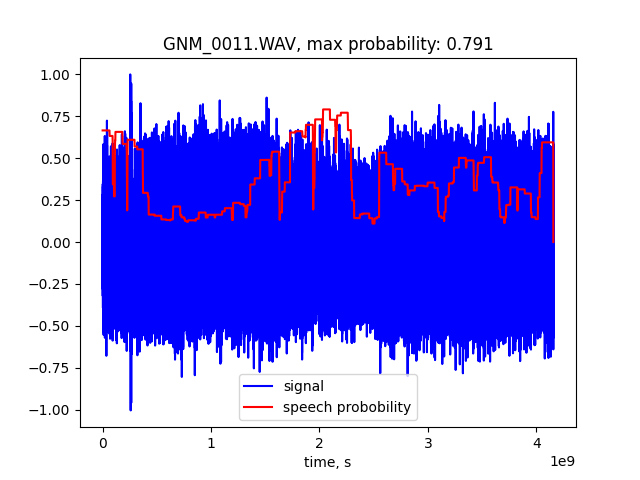 GNM_0011.WAV, max probability: 0.791
1.00
0.75
0.50
0.25
0.00
−0.25
−0.50
−0.75
−1.00
signal
speech probobility
0 1 2 3 4
1e9
time, s